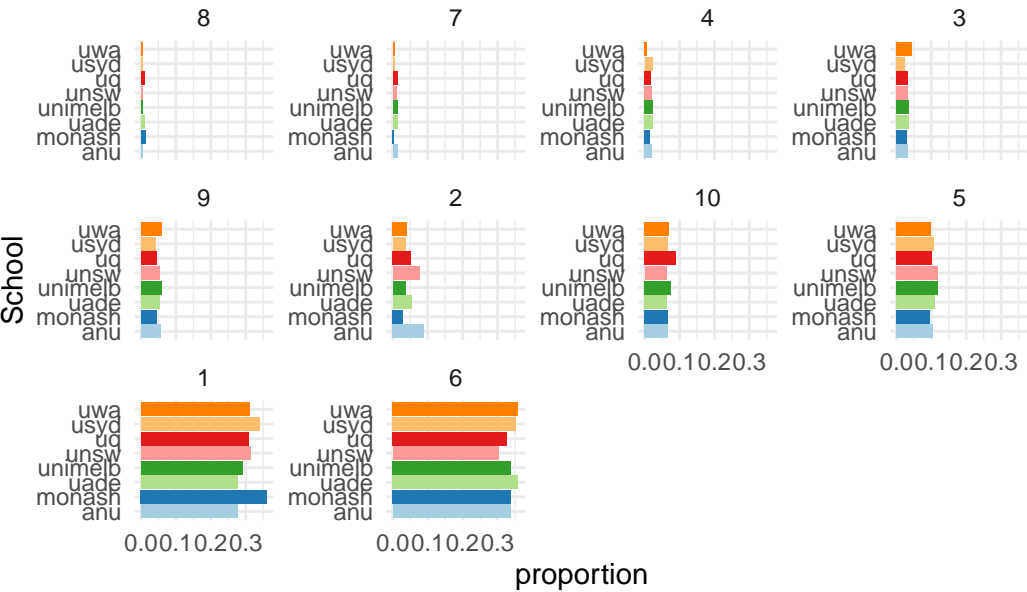 8
7
4
3
uwa
usyd
uq
unsw
unimelb
uade
monash
anu
uwa
usyd
uq
unsw
unimelb
uade
monash
anu
uwa
usyd
uq
unsw
unimelb
uade
monash
anu
uwa
usyd
uq
unsw
unimelb
uade
monash
anu
9
2
10
5
School
uwa
usyd
uq
unsw
unimelb
uade
monash
anu
uwa
usyd
uq
unsw
unimelb
uade
monash
anu
uwa
usyd
uq
unsw
unimelb
uade
monash
anu
uwa
usyd
uq
unsw
unimelb
uade
monash
anu
0.00.10.20.3
0.00.10.20.3
1
6
uwa
usyd
uq
unsw
unimelb
uade
monash
anu
uwa
usyd
uq
unsw
unimelb
uade
monash
anu
0.00.10.20.3
0.00.10.20.3
proportion